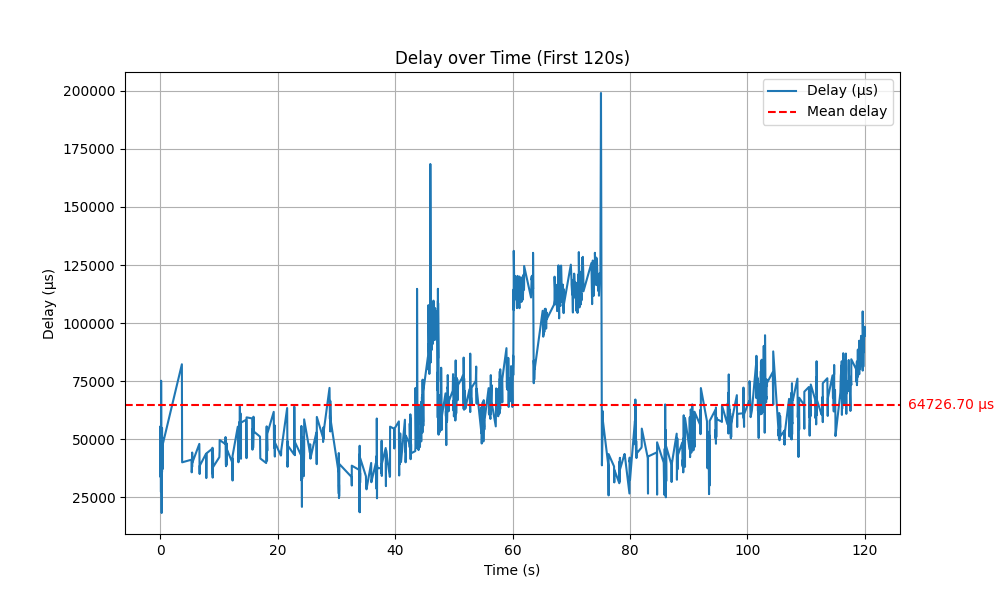 Delay over Time (First 120s)
Delay (µs)
Mean delay
200000
175000
150000
125000
100000
75000
50000
25000
Delay (µs)
64726.70 µs
0 20 40 60 80 100 120
Time (s)